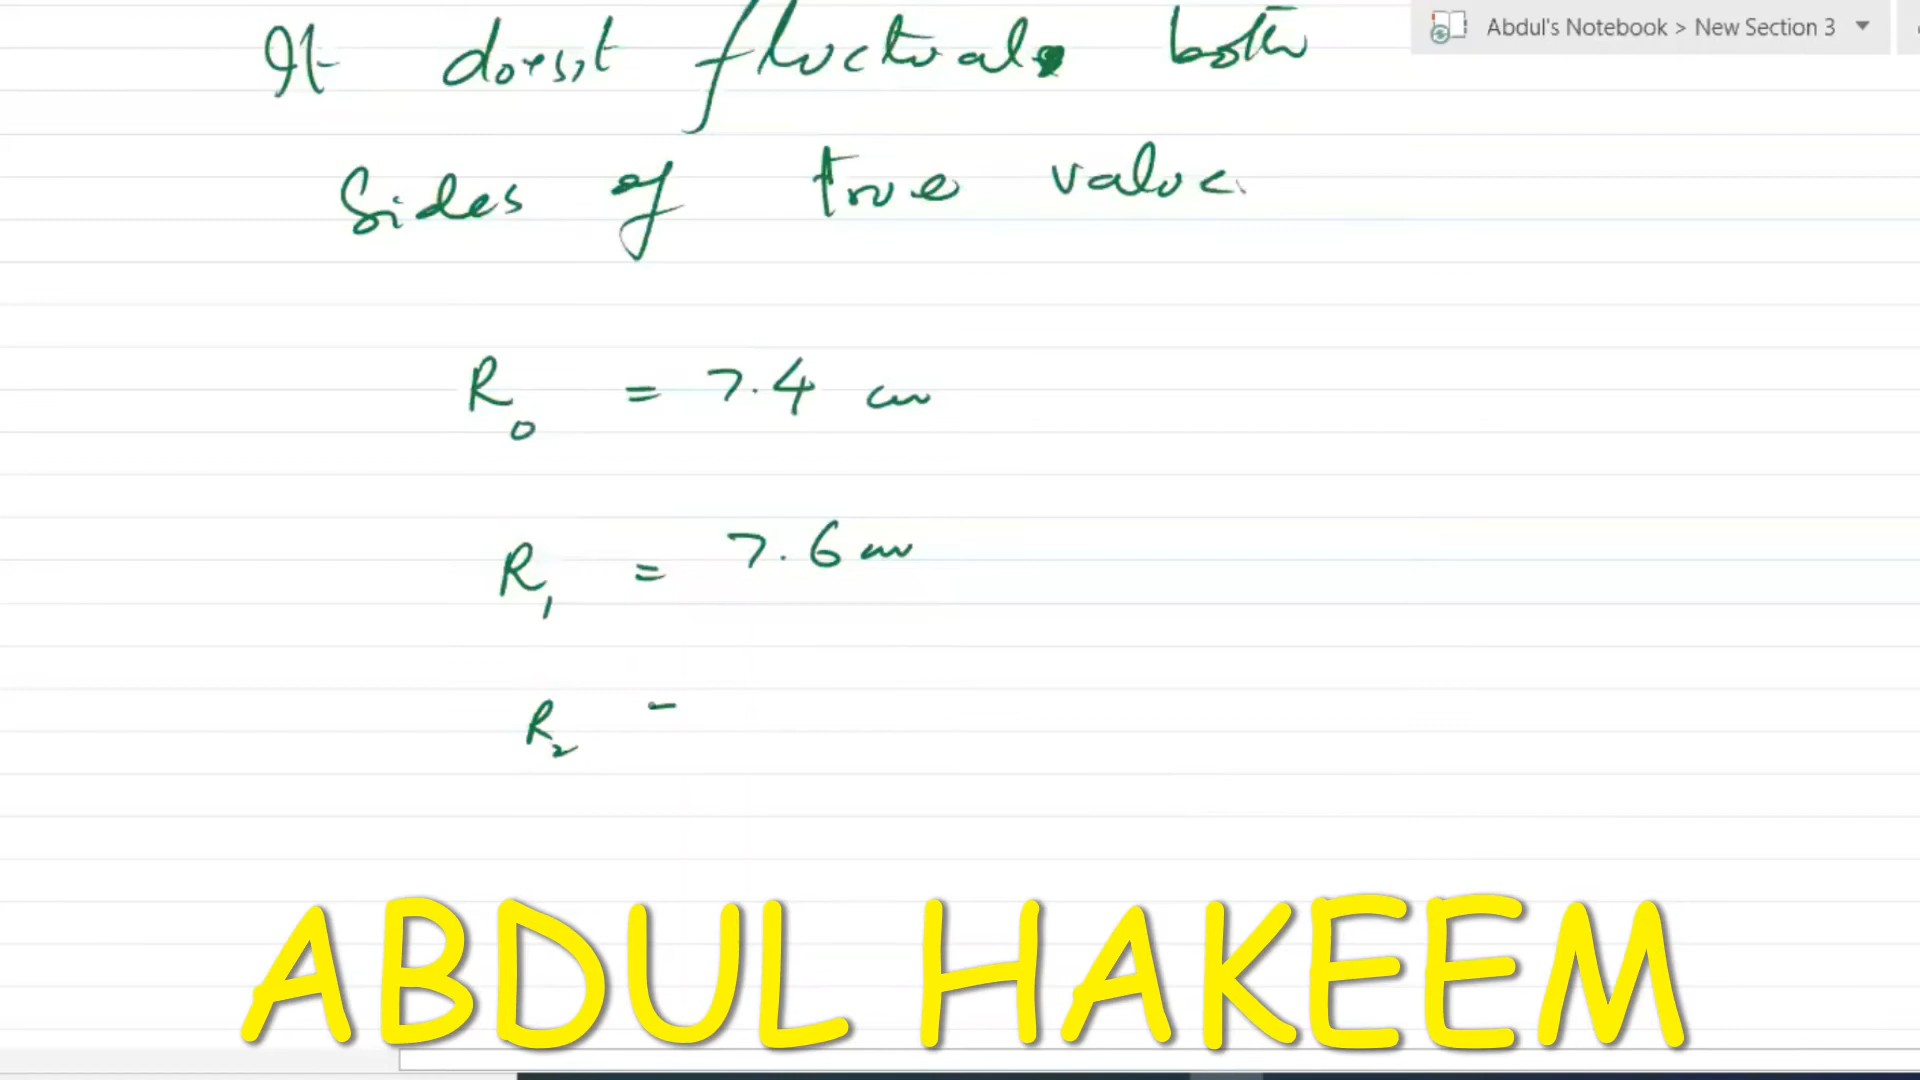 Abdul's Notebook > New Section 3
It doesn't fluctuate both
sides of true value.
R₀ = 7.4 cm
R₁ = 7.6 cm
R₂ -
ABDUL HAKEEM